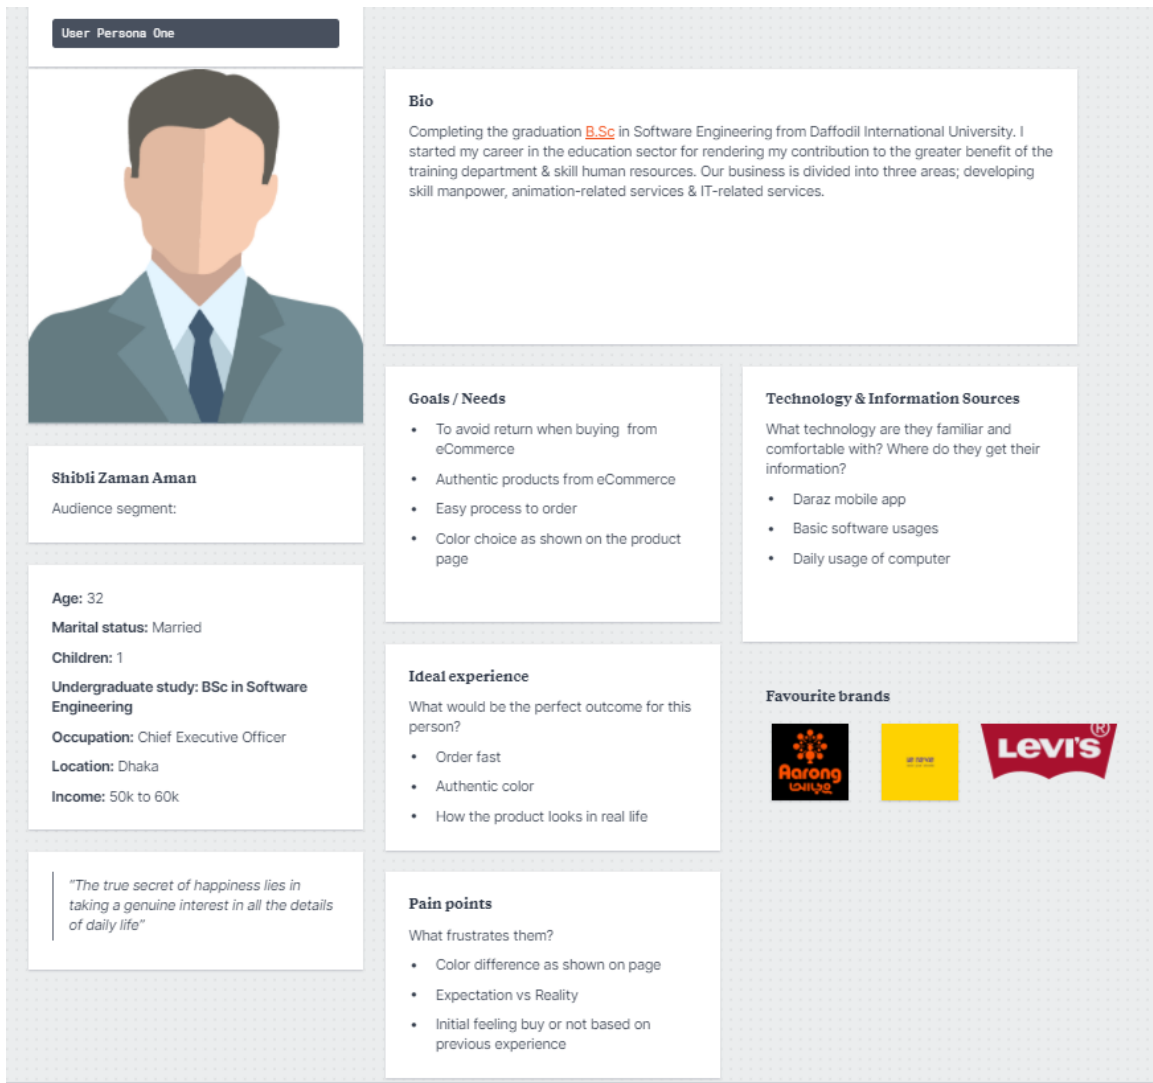 User Persona One
Bio
Completing the graduation B.Sc in Software Engineering from Daffodil International University. I
started my career in the education sector for rendering my contribution to the greater benefit of the
training department & skill human resources. Our business is divided into three areas; developing
skill manpower, animation-related services & IT-related services.
Shibli Zaman Aman
Audience segment:
Age: 32
Marital status: Married
Children: 1
Undergraduate study: BSc in Software
Engineering
Occupation: Chief Executive Officer
Location: Dhaka
Income: 50k to 60k
"The true secret of happiness lies in
taking a genuine interest in all the details
of daily life"
Goals / Needs
• To avoid return when buying  from
eCommerce
• Authentic products from eCommerce
• Easy process to order
• Color choice as shown on the product
page
Ideal experience
What would be the perfect outcome for this
person?
• Order fast
• Authentic color
• How the product looks in real life
Pain points
What frustrates them?
• Color difference as shown on page
• Expectation vs Reality
• Initial feeling buy or not based on
previous experience
Technology & Information Sources
What technology are they familiar and
comfortable with? Where do they get their
information?
• Daraz mobile app
• Basic software usages
• Daily usage of computer
Favourite brands
Aarong
আড়ং
Levi's®